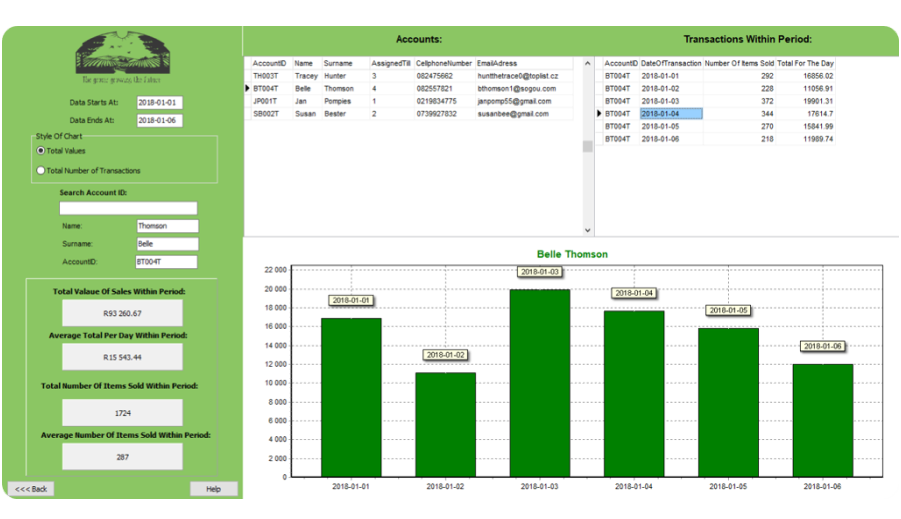 The grape grower, the Libov
Data Starts At: 2018-01-01
Data Ends At: 2018-01-06
Style Of Chart
Total Values
Total Number of Transactions
Search Account ID:
Name: Thomson
Surname: Belle
AccountID: BT004T
Total Valaue Of Sales Within Period:
R93 260.67
Average Total Per Day Within Period:
R15 543.44
Total Number Of Items Sold Within Period:
1724
Average Number Of Items Sold Within Period:
287
<<< Back Help
Accounts:
AccountID Name Surname AssignedTill CellphoneNumber EmailAdress
TH003T Tracey Hunter 3 082475662 huntthetrace0@toplist.cz
BT004T Belle Thomson 4 082557821 bthomson1@sogou.com
JP001T Jan Pompies 1 0219834775 janpomp55@gmail.com
SB002T Susan Bester 2 0739927832 susanbee@gmail.com
Transactions Within Period:
AccountID DateOfTransaction Number Of Items Sold Total For The Day
BT004T 2018-01-01 292 16856.02
BT004T 2018-01-02 228 11056.91
BT004T 2018-01-03 372 19901.31
BT004T 2018-01-04 344 17614.7
BT004T 2018-01-05 270 15841.99
BT004T 2018-01-06 218 11989.74
Belle Thomson
22 000
20 000
18 000
16 000
14 000
12 000
10 000
8 000
6 000
4 000
2 000
0
2018-01-01
2018-01-02
2018-01-03
2018-01-04
2018-01-05
2018-01-06
2018-01-01 2018-01-02 2018-01-03 2018-01-04 2018-01-05 2018-01-06